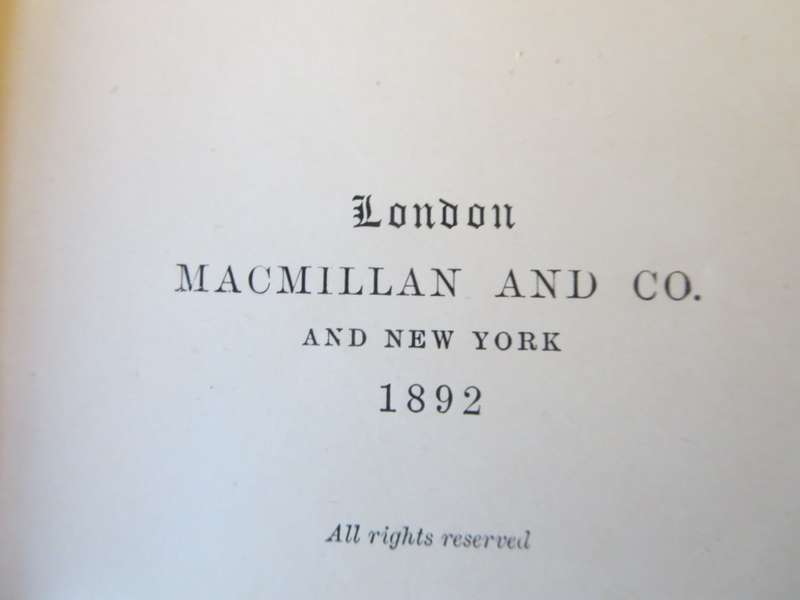 London
MACMILLAN AND CO.
AND NEW YORK
1892
All rights reserved